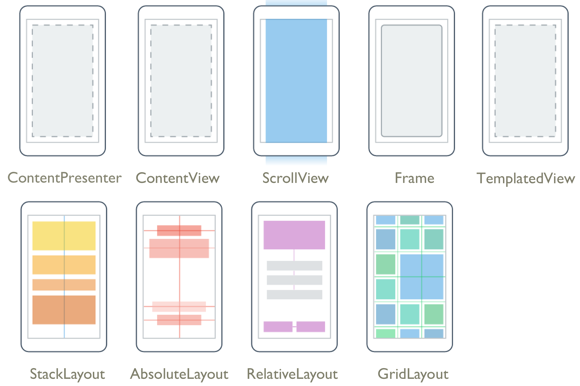 ContentPresenter ContentView ScrollView Frame TemplatedView
StackLayout AbsoluteLayout RelativeLayout GridLayout